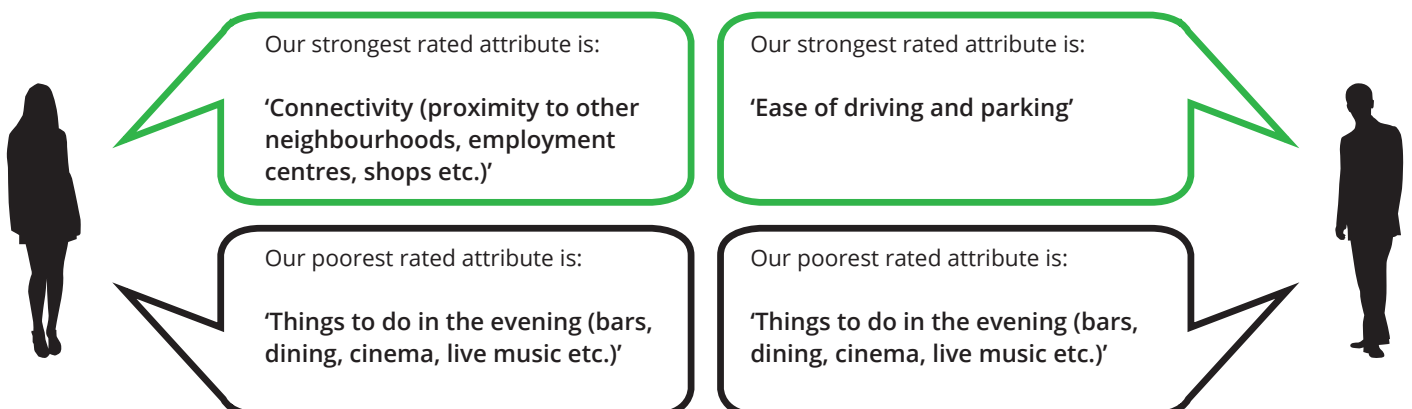 Our strongest rated attribute is:
‘Connectivity (proximity to other
neighbourhoods, employment
centres, shops etc.)’
Our strongest rated attribute is:
‘Ease of driving and parking’
Our poorest rated attribute is:
‘Things to do in the evening (bars,
dining, cinema, live music etc.)’
Our poorest rated attribute is:
‘Things to do in the evening (bars,
dining, cinema, live music etc.)’